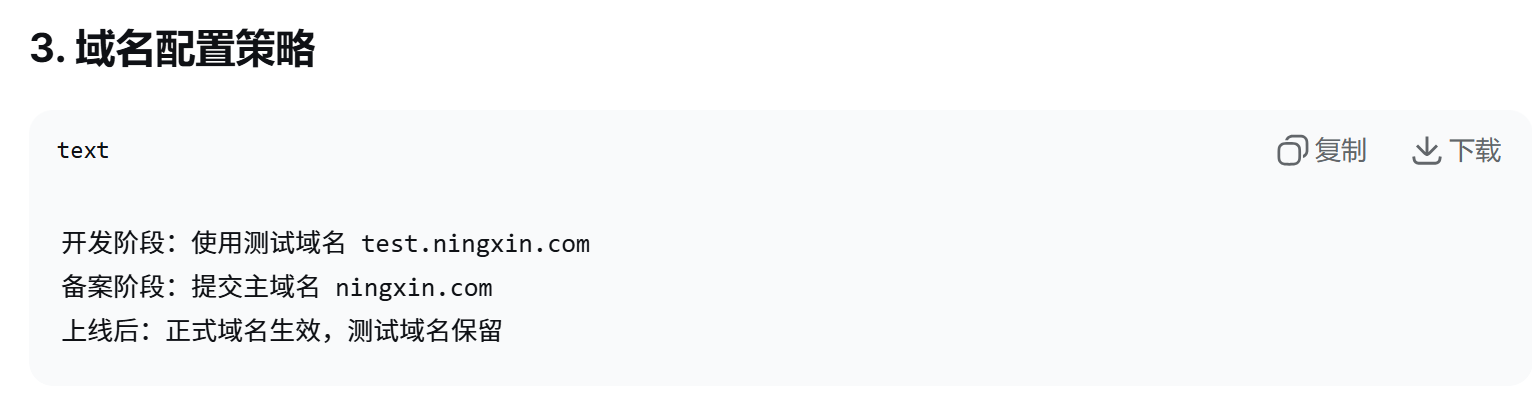 3. 域名配置策略
text
复制
下载
开发阶段：使用测试域名 test.ningxin.com
备案阶段：提交主域名 ningxin.com
上线后：正式域名生效，测试域名保留